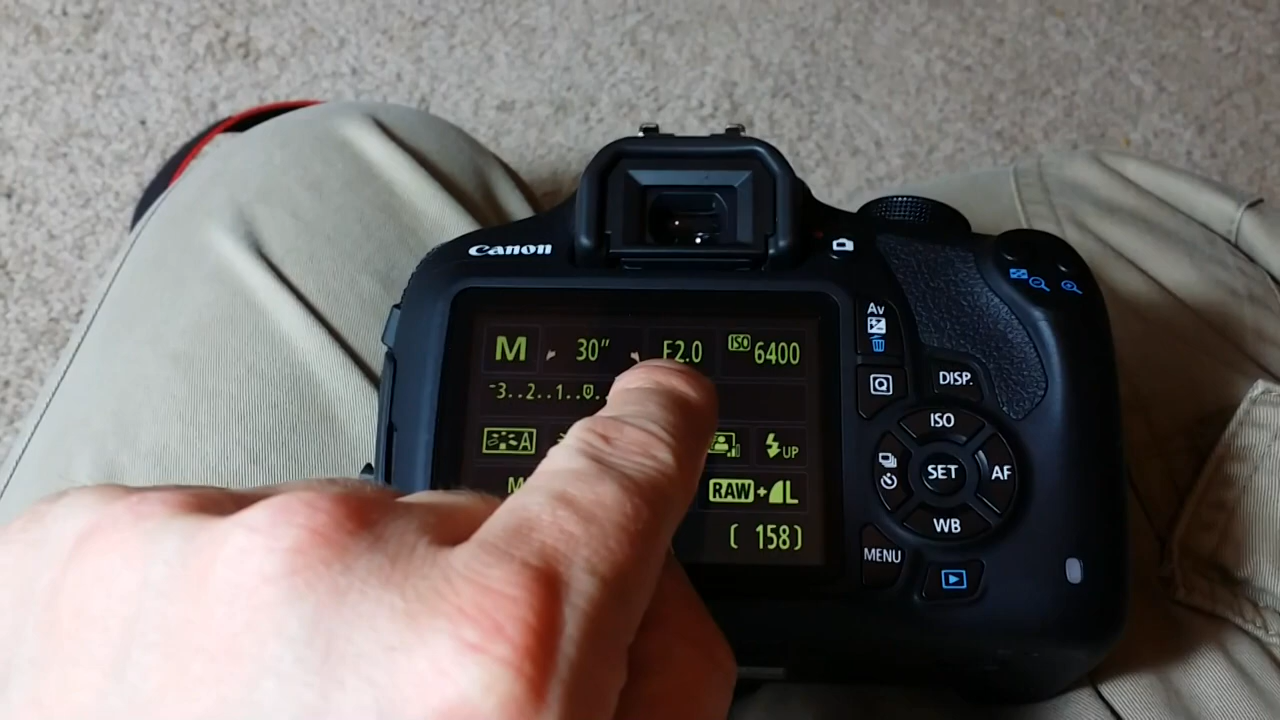 Canon
M 30" F2.0 ISO 6400
-3..2..1..0..
A UP
RAW+L
(158)
Av
Q DISP.
ISO
SET AF
WB
MENU